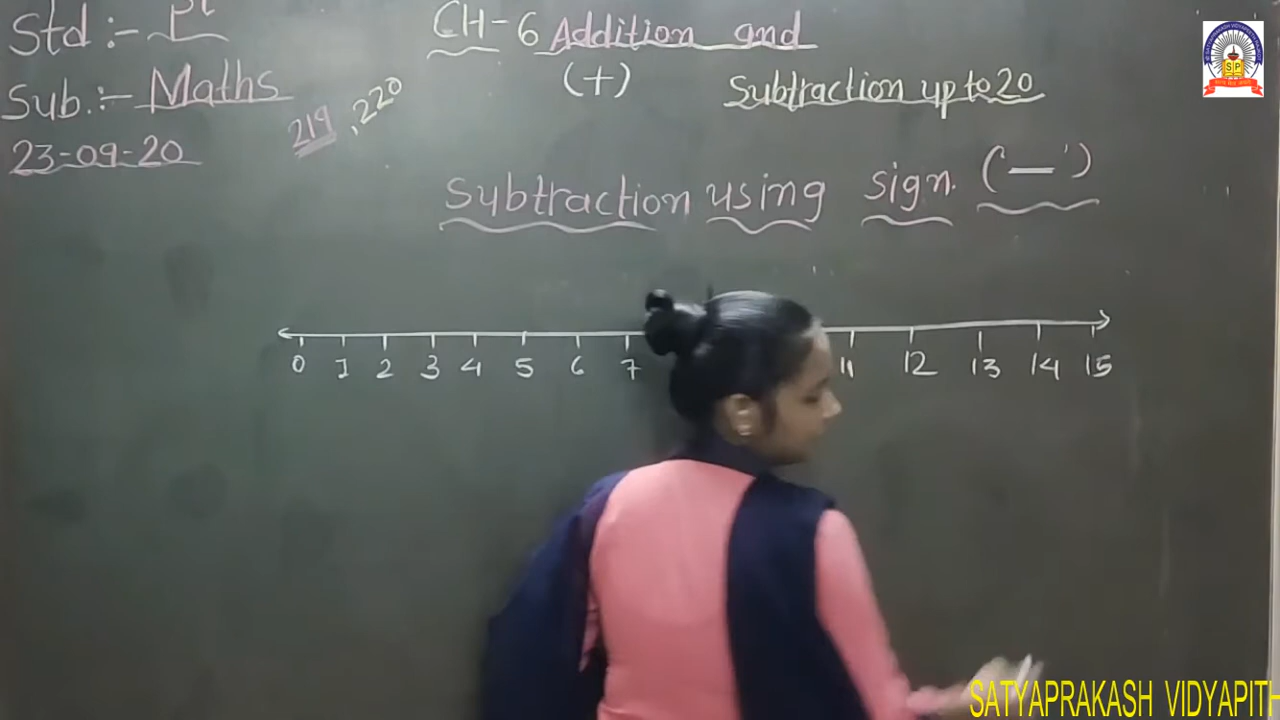 Std :-
CH-6 Addition and
(+)
Subtraction up to 20
Sub.:- Maths
23-09-20
219, 220
Subtraction using sign. ('—')
0 1 2 3 4 5 6 7 11 12 13 14 15
SP
SATYAPRAKASH VIDYAPITH